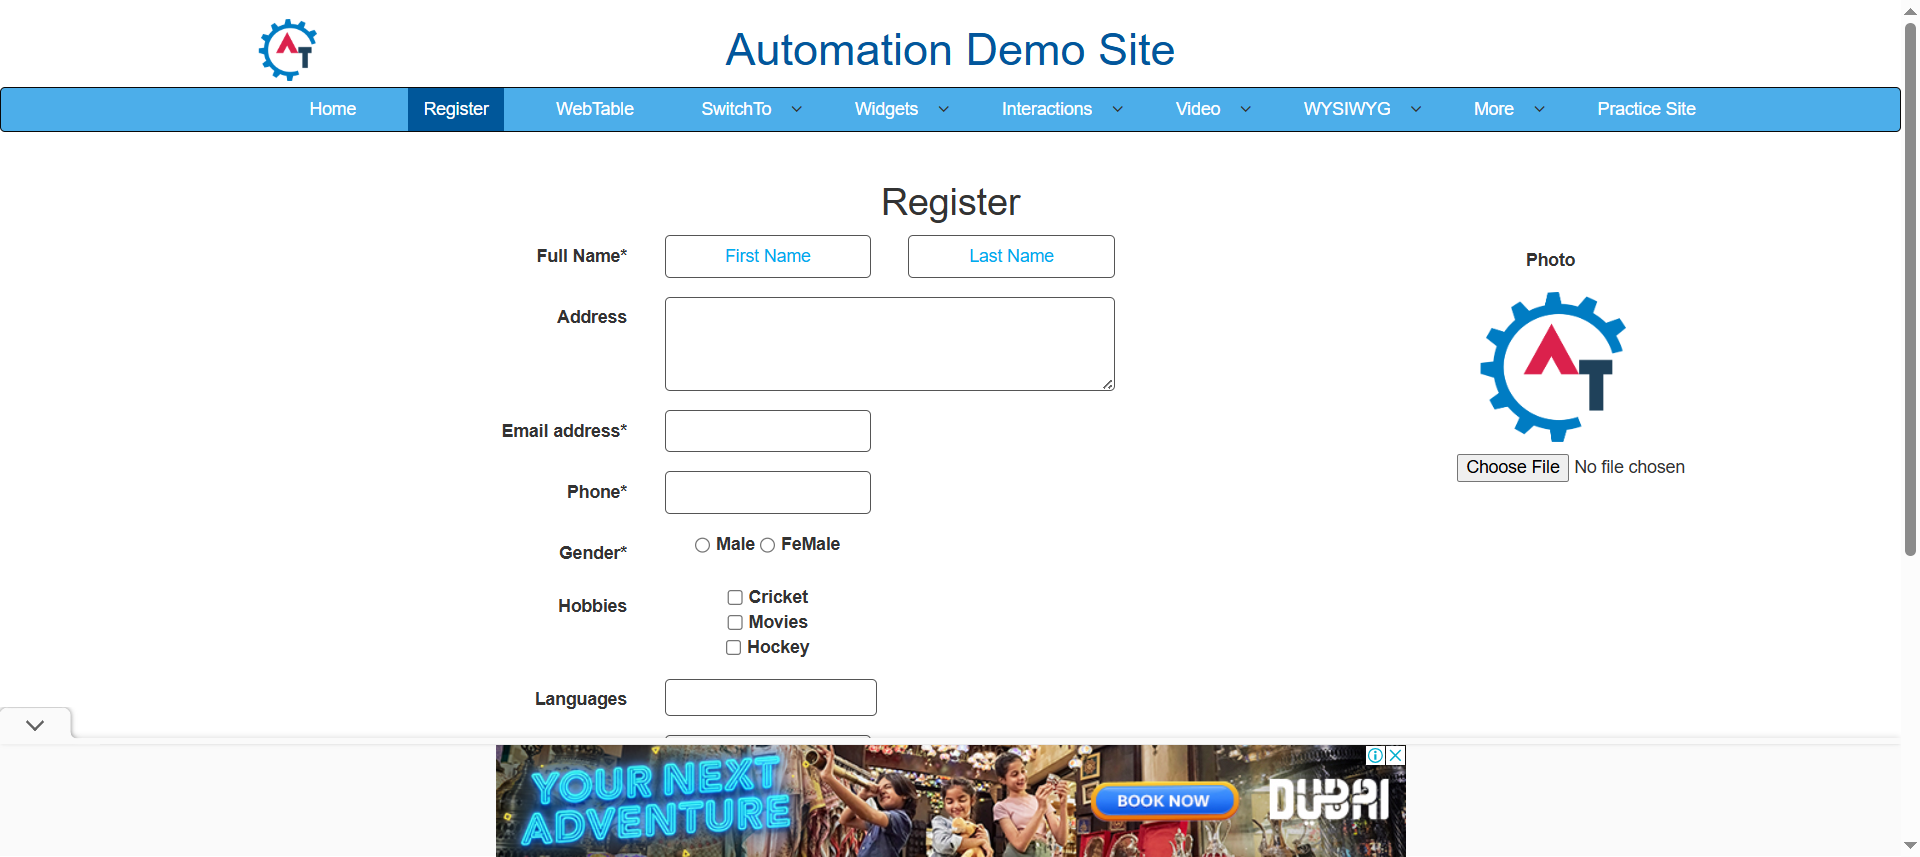 AT
Automation Demo Site
Home Register WebTable SwitchTo Widgets Interactions Video WYSIWYG More Practice Site
Register
Full Name* First Name Last Name
Photo
Address
AT
Email address*
Choose File No file chosen
Phone*
Gender* Male FeMale
Hobbies Cricket
Movies
Hockey
Languages
YOUR NEXT
ADVENTURE
BOOK NOW
DUBAI